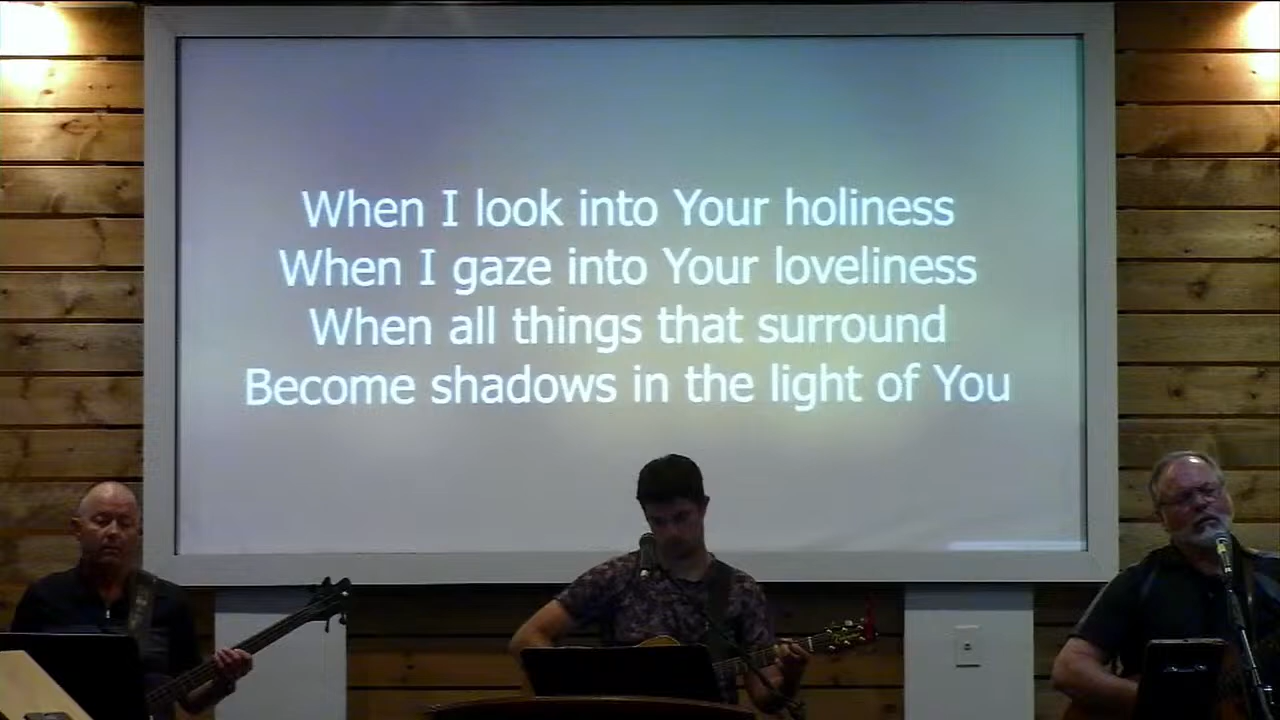 When I look into Your holiness
When I gaze into Your loveliness
When all things that surround
Become shadows in the light of You